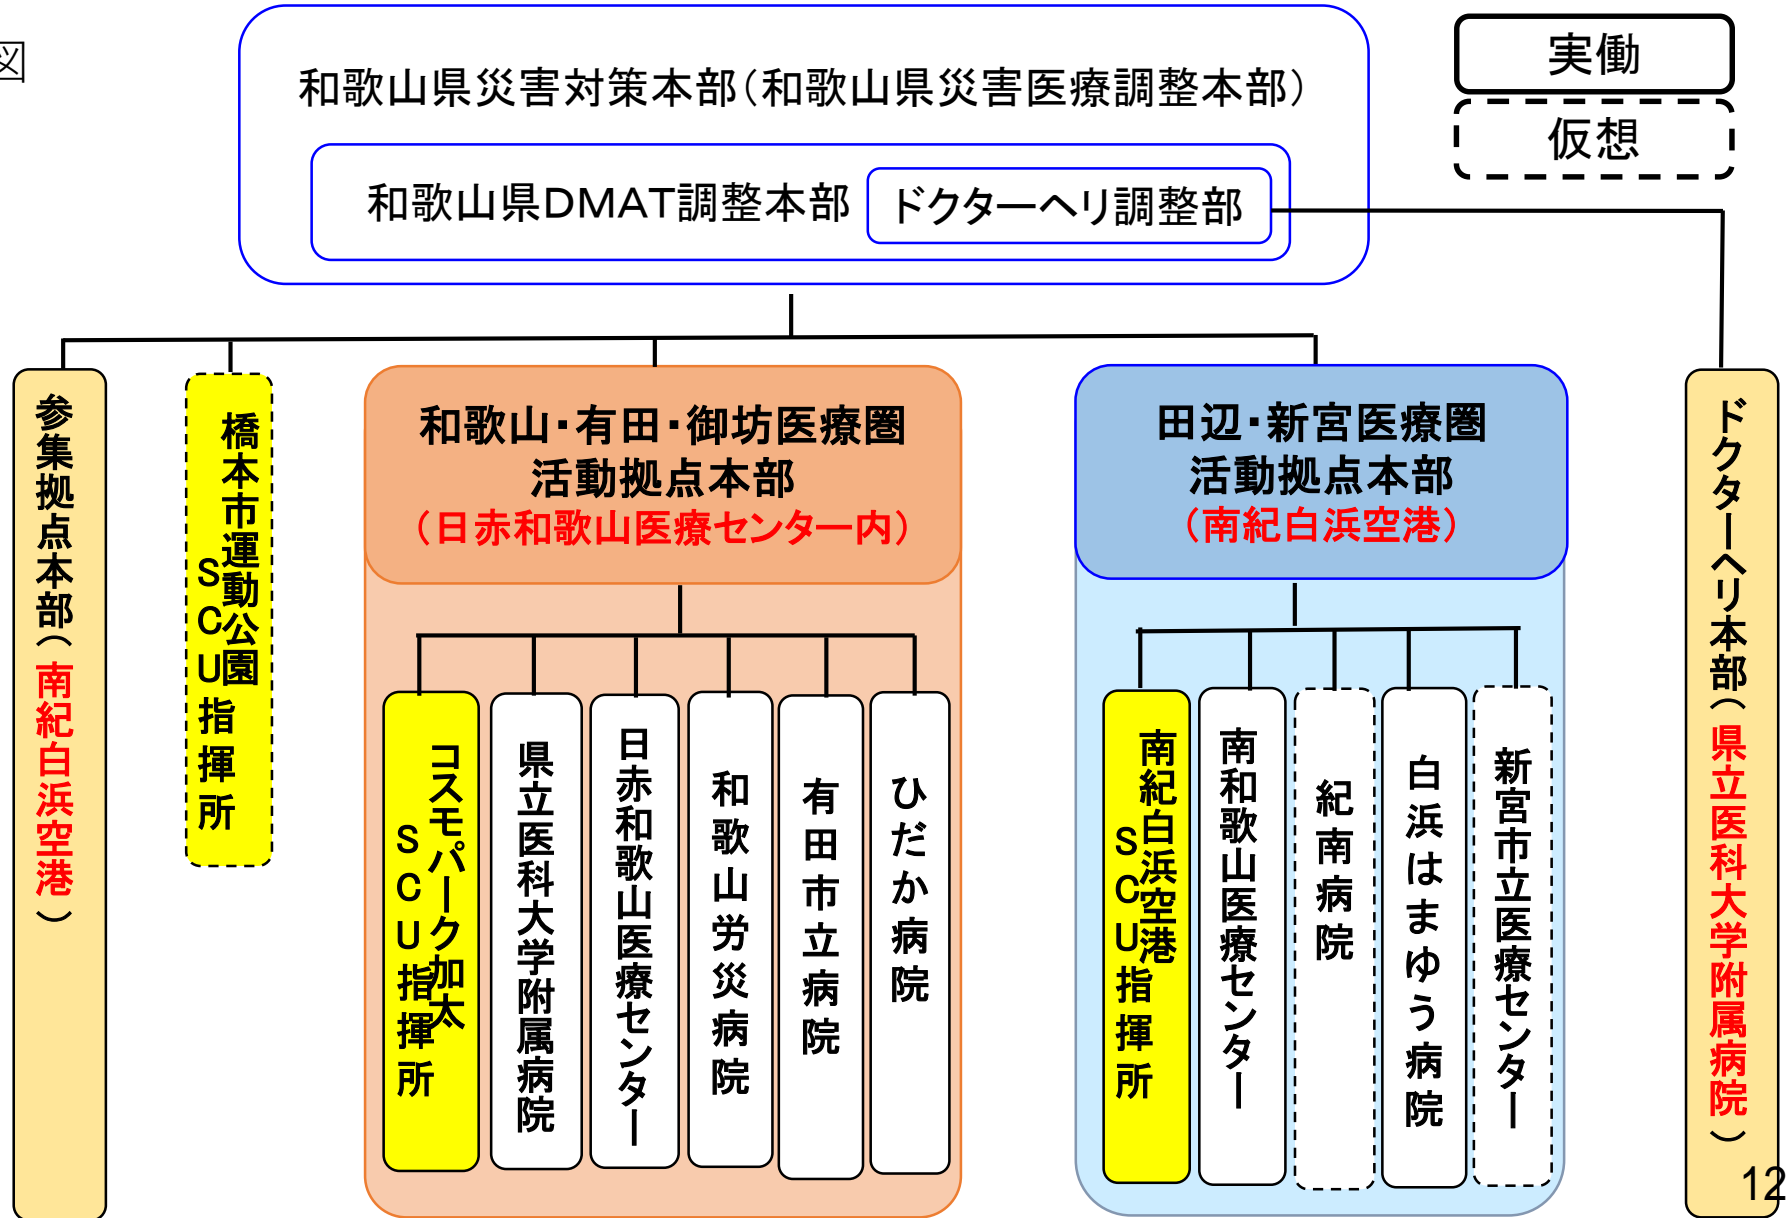 図
和歌山県災害対策本部（和歌山県災害医療調整本部）
和歌山県DMAT調整本部
ドクターヘリ調整部
実働
仮想
参集拠点本部（南紀白浜空港）
橋本市運動公園
ＳＣＵ指揮所
和歌山・有田・御坊医療圏
活動拠点本部
（日赤和歌山医療センター内）
コスモパーク加太
ＳＣＵ指揮所
県立医科大学附属病院
日赤和歌山医療センター
和歌山労災病院
有田市立病院
ひだか病院
田辺・新宮医療圏
活動拠点本部
（南紀白浜空港）
南紀白浜空港
ＳＣＵ指揮所
南和歌山医療センター
紀南病院
白浜はまゆう病院
新宮市立医療センター
ドクターヘリ本部（県立医科大学附属病院）
12